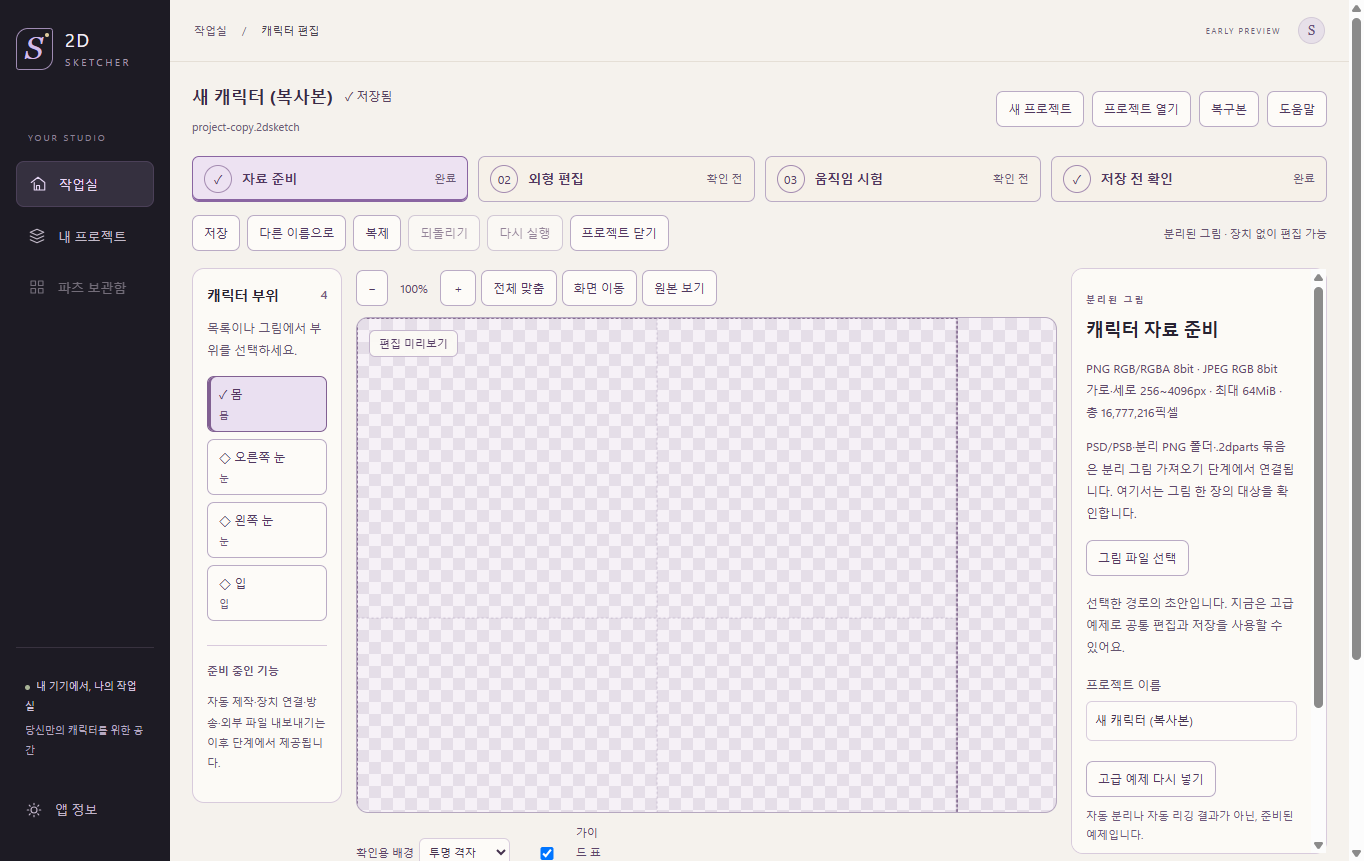 S
2D
SKETCHER
YOUR STUDIO
작업실
내 프로젝트
파츠 보관함
내 기기에서, 나의 작업
실
당신만의 캐릭터를 위한 공
간
앱 정보
작업실 / 캐릭터 편집
EARLY PREVIEW S
새 캐릭터 (복사본) ✓ 저장됨
project-copy.2dsketch
새 프로젝트 프로젝트 열기 복구본 도움말
✓ 자료 준비 완료
02 외형 편집 확인 전
03 움직임 시험 확인 전
✓ 저장 전 확인 완료
저장 다른 이름으로 복제 되돌리기 다시 실행 프로젝트 닫기
분리된 그림 · 장치 없이 편집 가능
캐릭터 부위 4
목록이나 그림에서 부
위를 선택하세요.
✓ 몸
몸
◇ 오른쪽 눈
눈
◇ 왼쪽 눈
눈
◇ 입
입
준비 중인 기능
자동 제작·장치 연결·방
송·외부 파일 내보내기는
이후 단계에서 제공됩니
다.
− 100% + 전체 맞춤 화면 이동 원본 보기
편집 미리보기
확인용 배경 투명 격자
가이
드 표
분리된 그림
캐릭터 자료 준비
PNG RGB/RGBA 8bit · JPEG RGB 8bit
가로·세로 256~4096px · 최대 64MiB ·
총 16,777,216픽셀
PSD/PSB·분리 PNG 폴더·.2dparts 묶음
은 분리 그림 가져오기 단계에서 연결됩
니다. 여기서는 그림 한 장의 대상을 확
인합니다.
그림 파일 선택
선택한 경로의 초안입니다. 지금은 고급
예제로 공통 편집과 저장을 사용할 수
있어요.
프로젝트 이름
새 캐릭터 (복사본)
고급 예제 다시 넣기
자동 분리나 자동 리깅 결과가 아닌, 준비된
예제입니다.